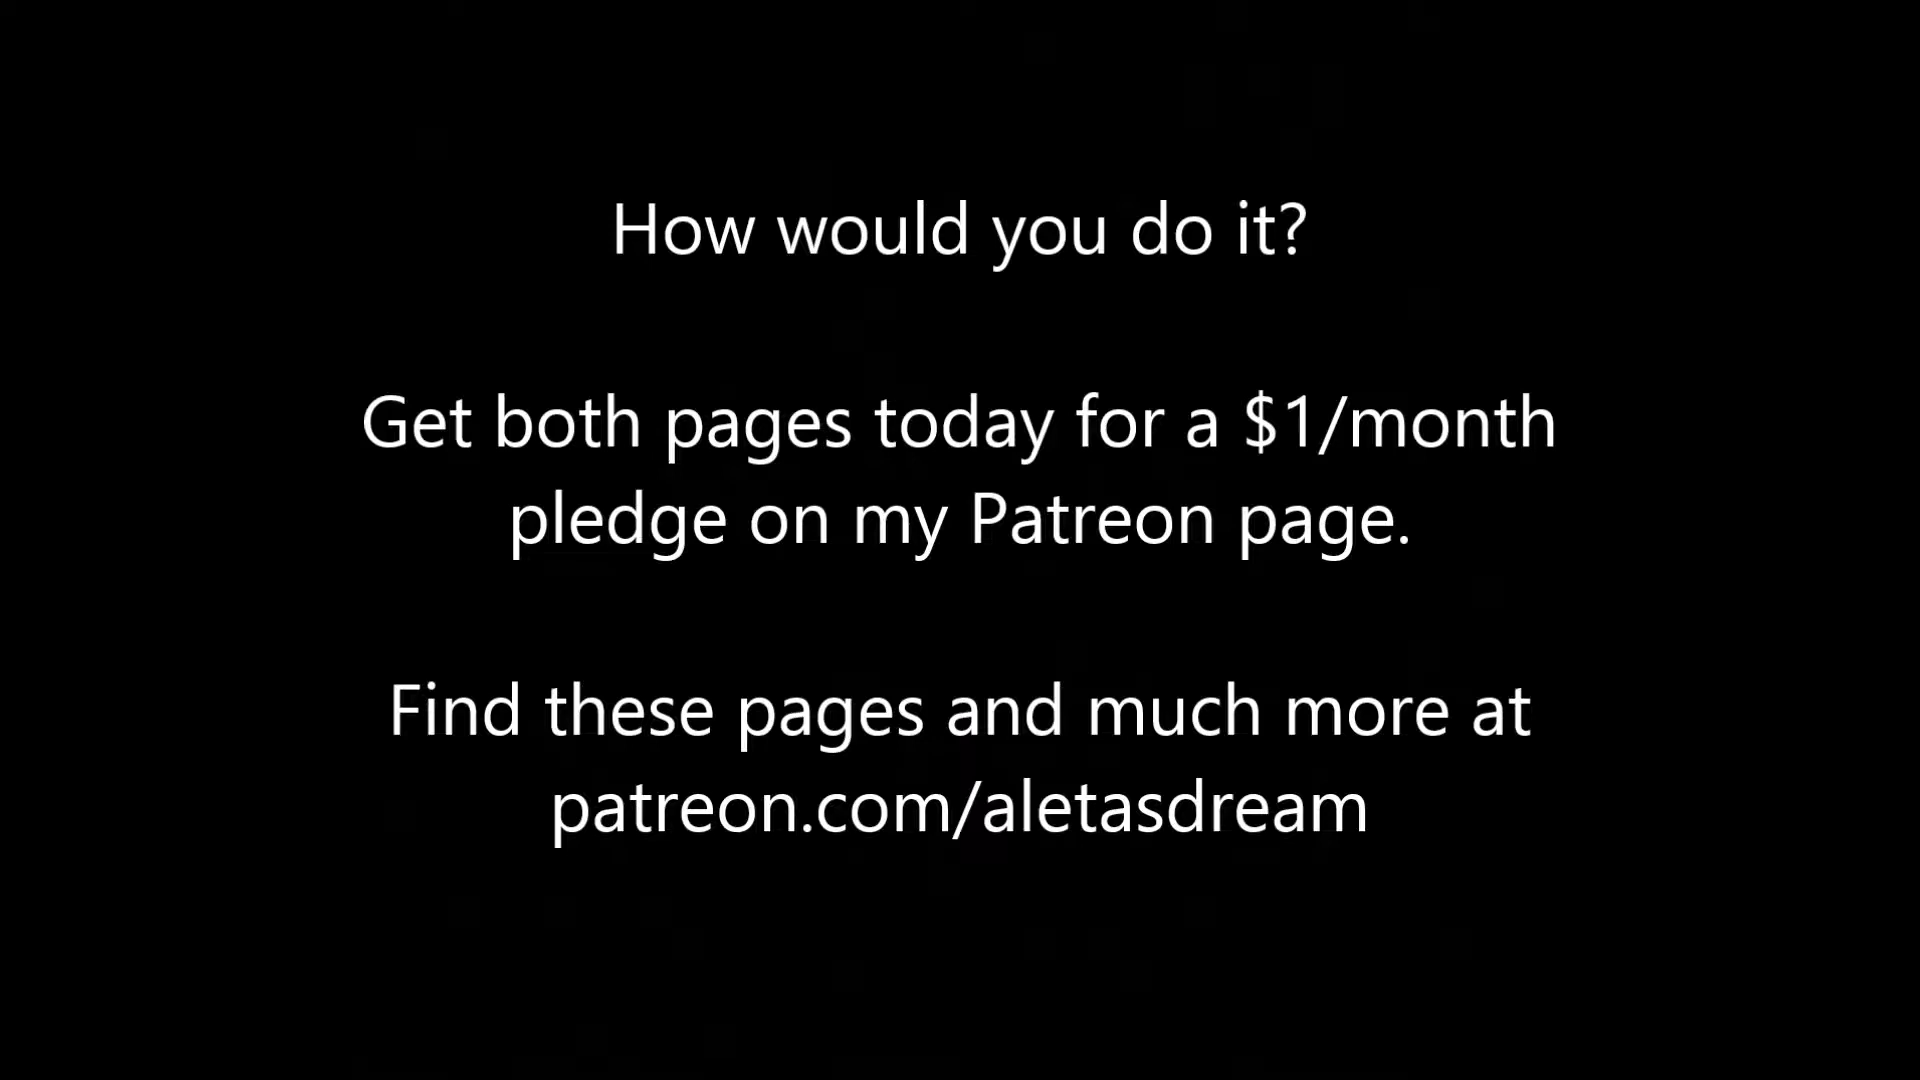 How would you do it?
Get both pages today for a $1/month
pledge on my Patreon page.
Find these pages and much more at
patreon.com/aletasdream